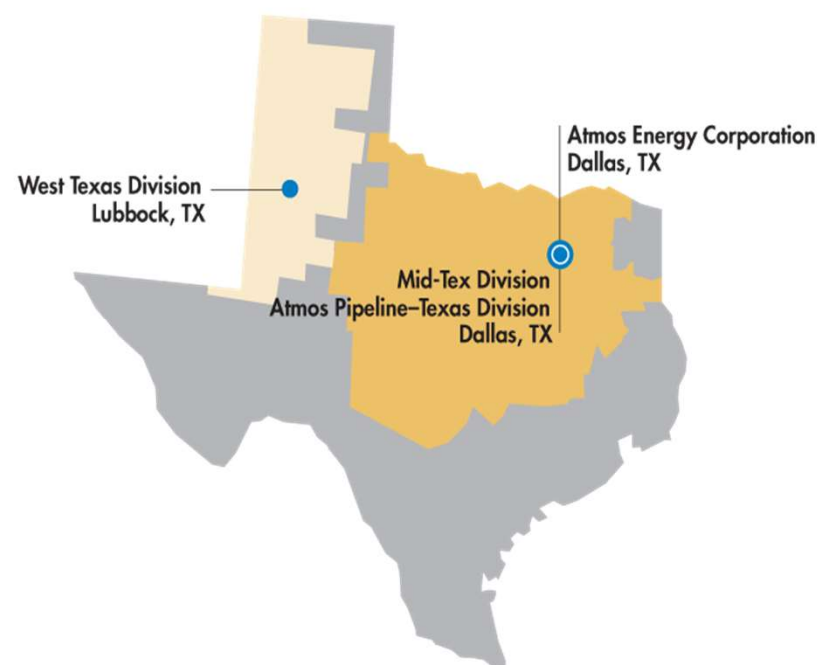 Atmos Energy Corporation
Dallas, TX
West Texas Division
Lubbock, TX
Mid-Tex Division
Atmos Pipeline–Texas Division
Dallas, TX